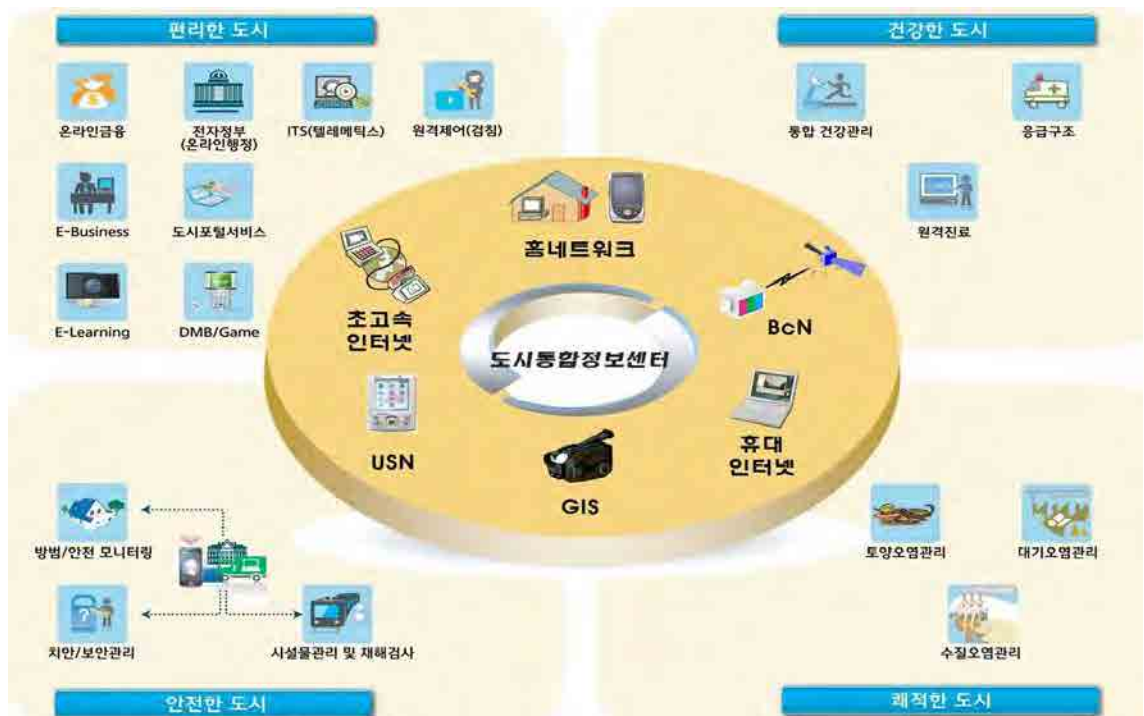 편리한 도시
건강한 도시
온라인금융
전자정부
(온라인행정)
ITS(텔레메틱스)
원격제어(검침)
통합 건강관리
응급구조
E-Business
도시포털서비스
원격진료
E-Learning
DMB/Game
홈네트워크
초고속
인터넷
BcN
도시통합정보센터
USN
GIS
휴대
인터넷
방범/안전 모니터링
치안/보안관리
시설물관리 및 재해검사
토양오염관리
대기오염관리
수질오염관리
안전한 도시
쾌적한 도시